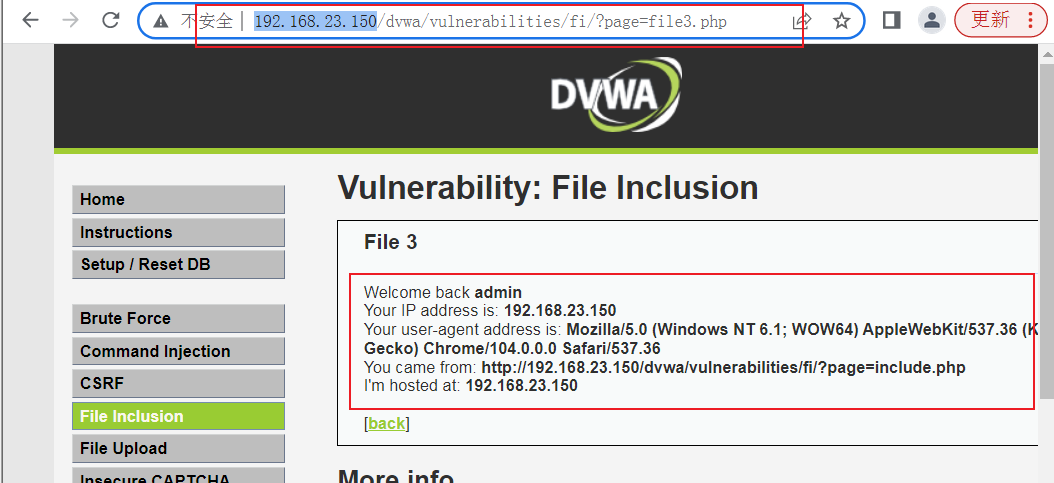 不安全 | 192.168.23.150/dvwa/vulnerabilities/fi/?page=file3.php
更新
DVWA
Vulnerability: File Inclusion
Home
Instructions
Setup / Reset DB
Brute Force
Command Injection
CSRF
File Inclusion
File Upload
Insecure CAPTCHA
File 3
Welcome back admin
Your IP address is: 192.168.23.150
Your user-agent address is: Mozilla/5.0 (Windows NT 6.1; WOW64) AppleWebKit/537.36 (K
Gecko) Chrome/104.0.0.0 Safari/537.36
You came from: http://192.168.23.150/dvwa/vulnerabilities/fi/?page=include.php
I'm hosted at: 192.168.23.150
[back]
More info